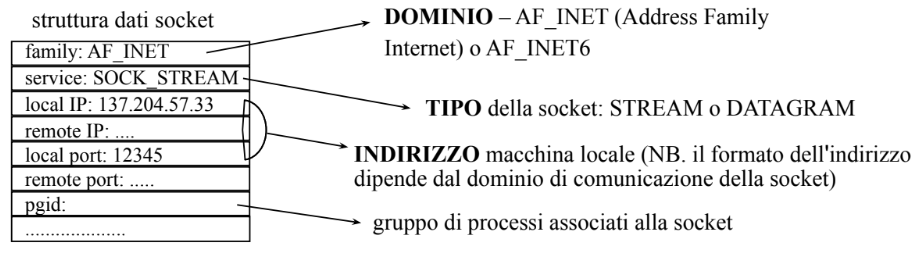 struttura dati socket
family: AF_INET
service: SOCK_STREAM
local IP: 137.204.57.33
remote IP: ....
local port: 12345
remote port: .....
pgid:
....................
DOMINIO – AF_INET (Address Family
Internet) o AF_INET6
TIPO della socket: STREAM o DATAGRAM
INDIRIZZO macchina locale (NB. il formato dell'indirizzo
dipende dal dominio di comunicazione della socket)
gruppo di processi associati alla socket